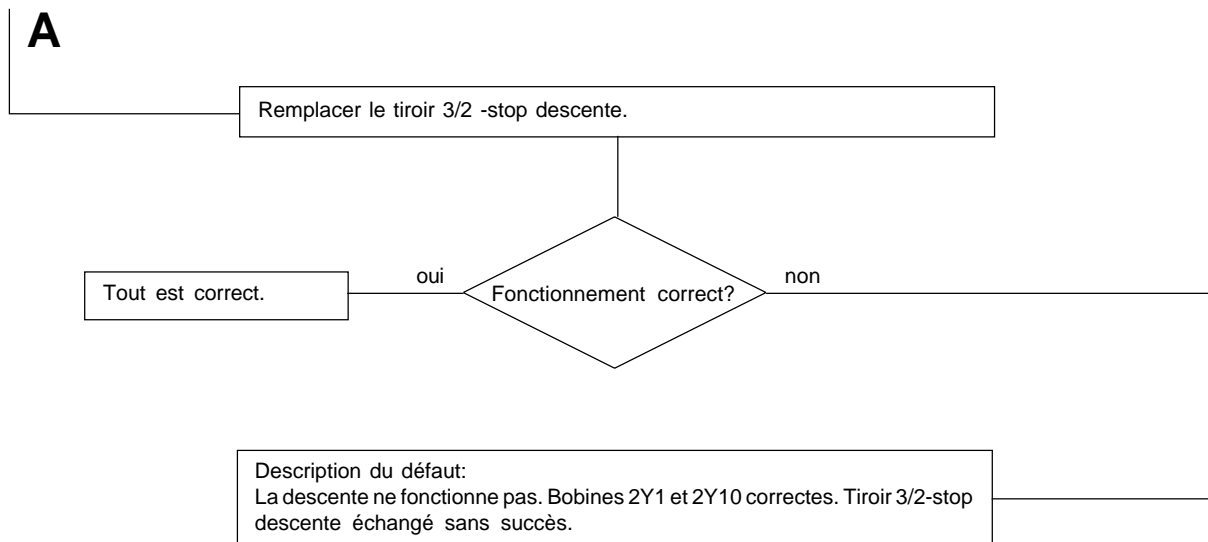 A
Remplacer le tiroir 3/2 -stop descente.
oui
non
Tout est correct.
Fonctionnement correct?
Description du défaut:
La descente ne fonctionne pas. Bobines 2Y1 et 2Y10 correctes. Tiroir 3/2-stop
descente échangé sans succès.